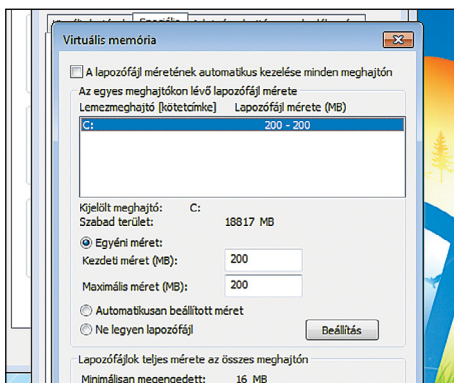 Speciális
Virtuális memória
A lapozófájl méretének automatikus kezelése minden meghajtón
Az egyes meghajtókon lévő lapozófájl mérete
Lemezmeghajtó [kötetcímke] Lapozófájl mérete (MB)
C: 200 - 200
Kijelölt meghajtó: C:
Szabad terület: 18817 MB
Egyéni méret:
Kezdeti méret (MB): 200
Maximális méret (MB): 200
Automatikusan beállított méret
Ne legyen lapozófájl Beállítás
Lapozófájlok teljes mérete az összes meghajtón
Minimálisan megengedett: 16 MB